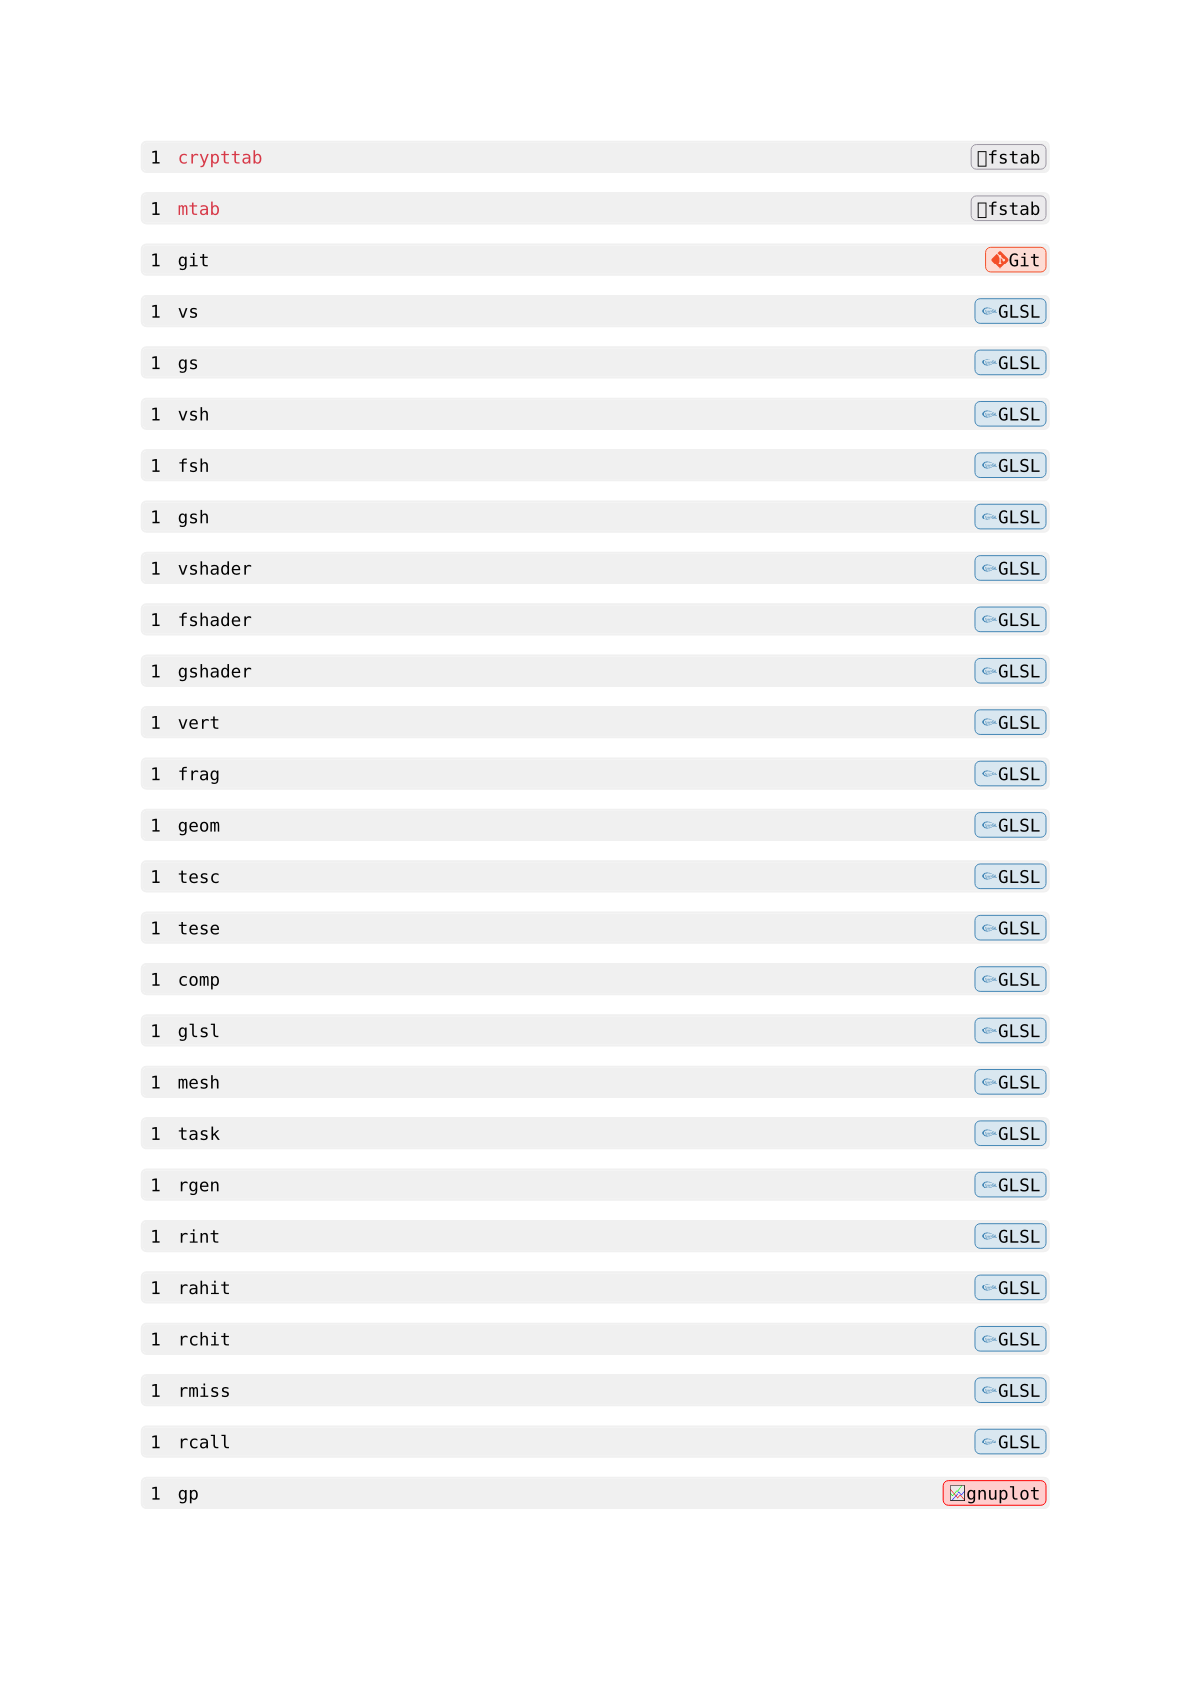 1 crypttab fstab
1 mtab fstab
1 git Git
1 vs GLSL
1 gs GLSL
1 vsh GLSL
1 fsh GLSL
1 gsh GLSL
1 vshader GLSL
1 fshader GLSL
1 gshader GLSL
1 vert GLSL
1 frag GLSL
1 geom GLSL
1 tesc GLSL
1 tese GLSL
1 comp GLSL
1 glsl GLSL
1 mesh GLSL
1 task GLSL
1 rgen GLSL
1 rint GLSL
1 rahit GLSL
1 rchit GLSL
1 rmiss GLSL
1 rcall GLSL
1 gp gnuplot